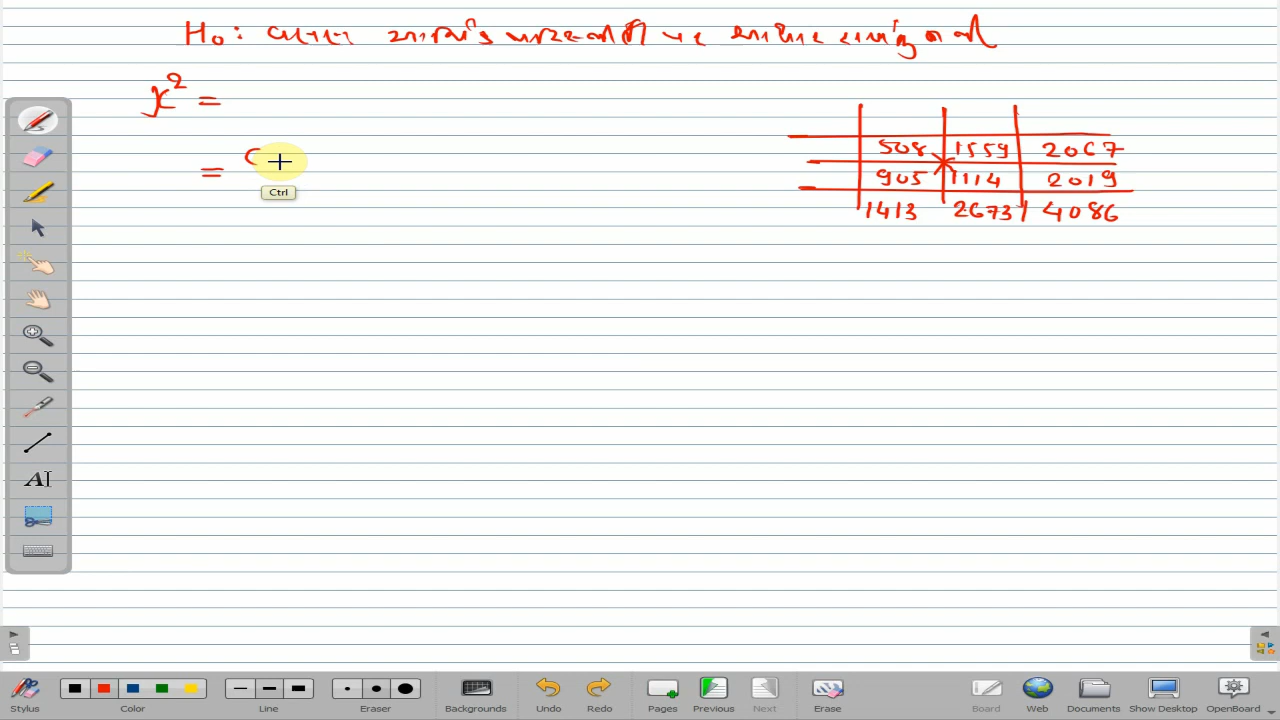 H₀:
χ² =
=
508 1559 2067
905 1114 2019
1413 2673 4086
Ctrl
AI
Stylus Color Line Eraser Backgrounds Undo Redo Pages Previous Next Erase Board Web Documents Show Desktop OpenBoard